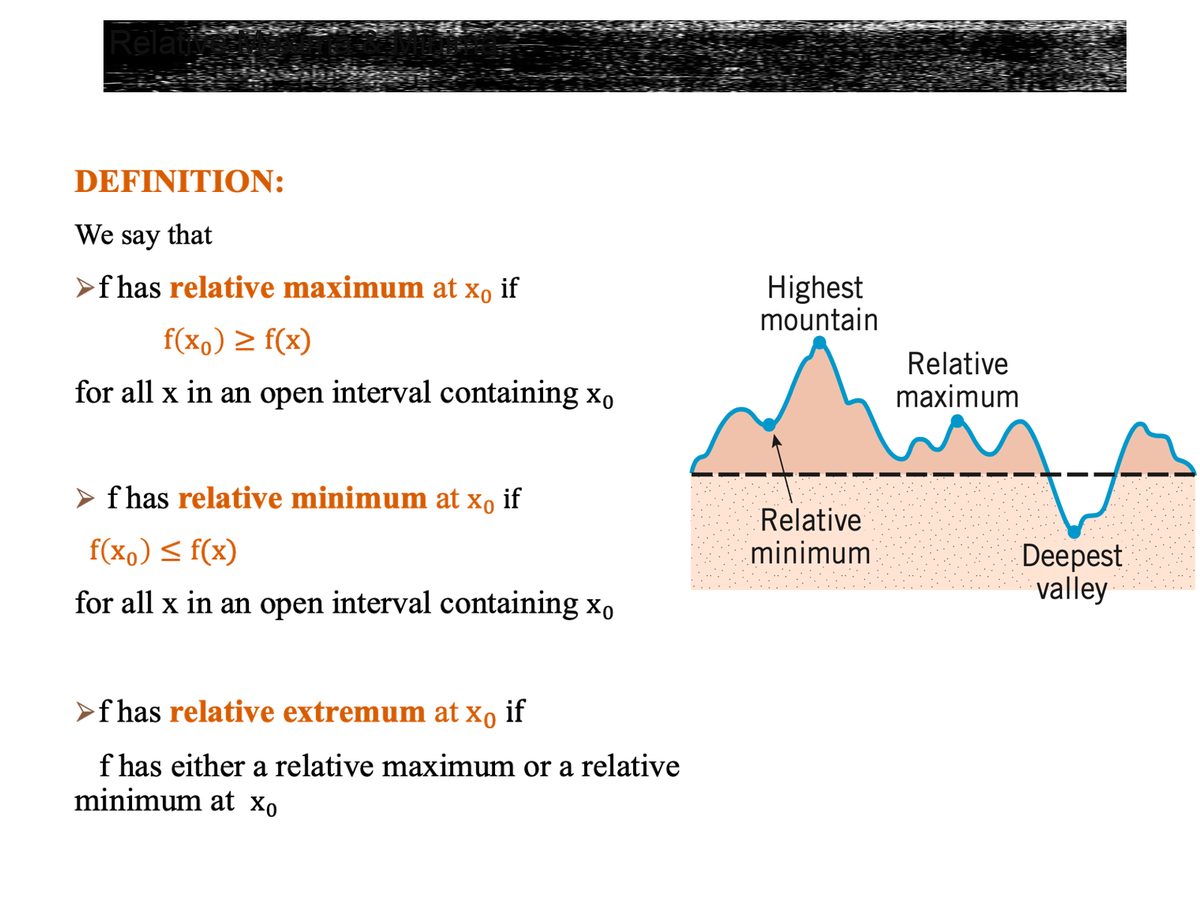 DEFINITION:
We say that
➢f has relative maximum at x₀ if
f(x₀) ≥ f(x)
for all x in an open interval containing x₀
➢ f has relative minimum at x₀ if
f(x₀) ≤ f(x)
for all x in an open interval containing x₀
➢f has relative extremum at x₀ if
f has either a relative maximum or a relative
minimum at x₀
Highest
mountain
Relative
maximum
Relative
minimum
Deepest
valley